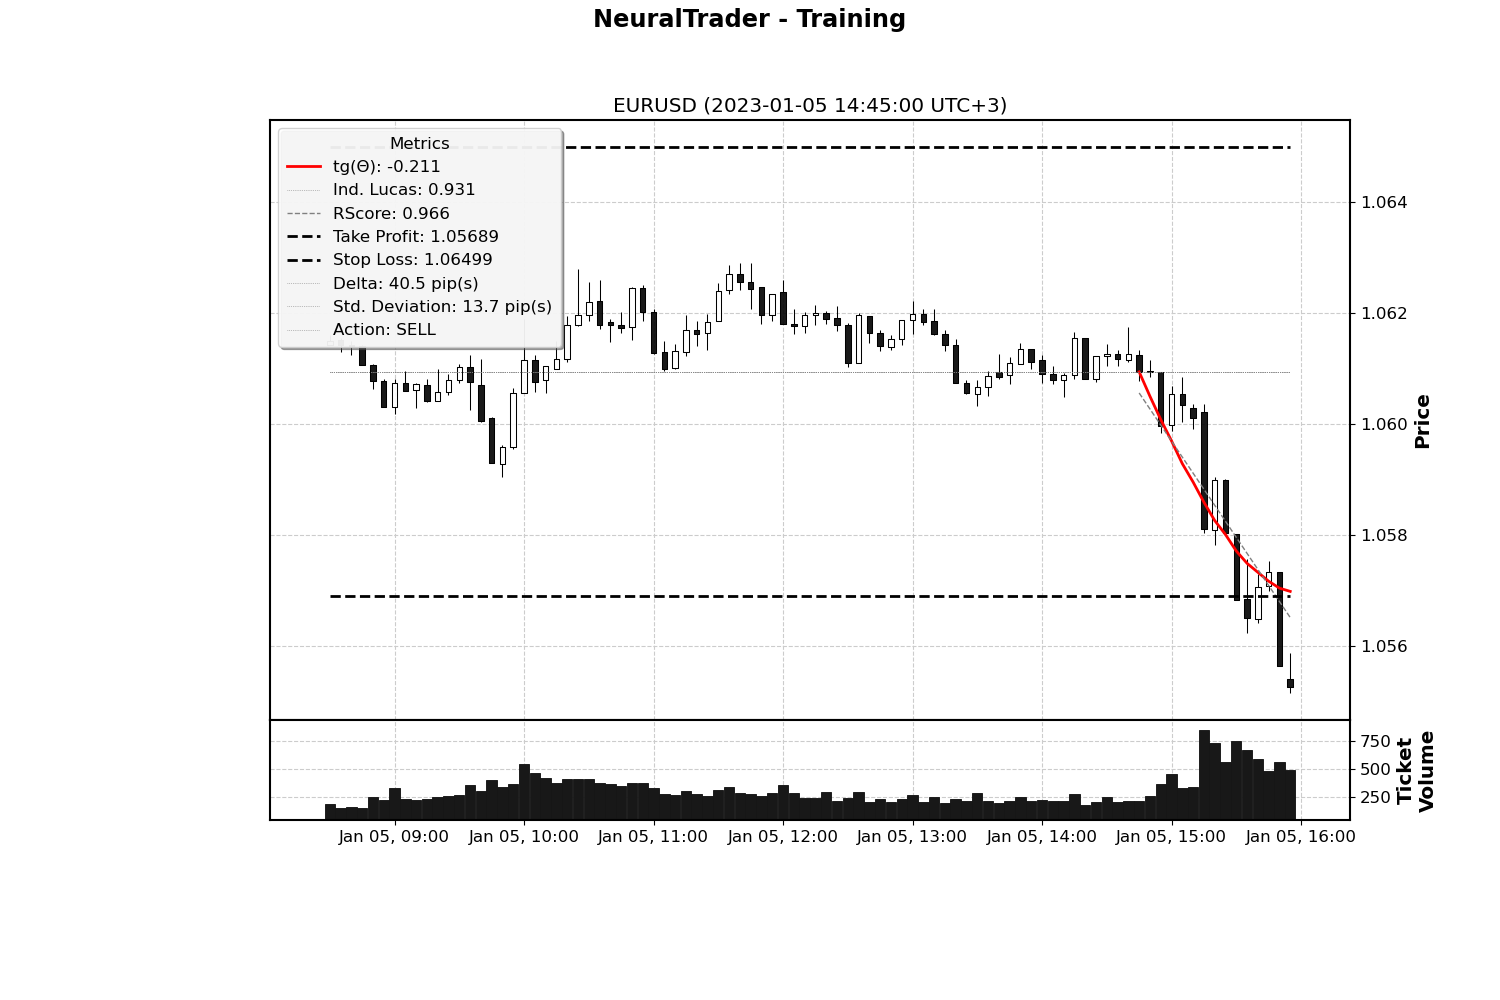 NeuralTrader - Training
EURUSD (2023-01-05 14:45:00 UTC+3)
Metrics
tg(Θ): -0.211
Ind. Lucas: 0.931
RScore: 0.966
Take Profit: 1.05689
Stop Loss: 1.06499
Delta: 40.5 pip(s)
Std. Deviation: 13.7 pip(s)
Action: SELL
1.064
1.062
1.060
1.058
1.056
Price
750
500
250
Ticket
Volume
Jan 05, 09:00
Jan 05, 10:00
Jan 05, 11:00
Jan 05, 12:00
Jan 05, 13:00
Jan 05, 14:00
Jan 05, 15:00
Jan 05, 16:00